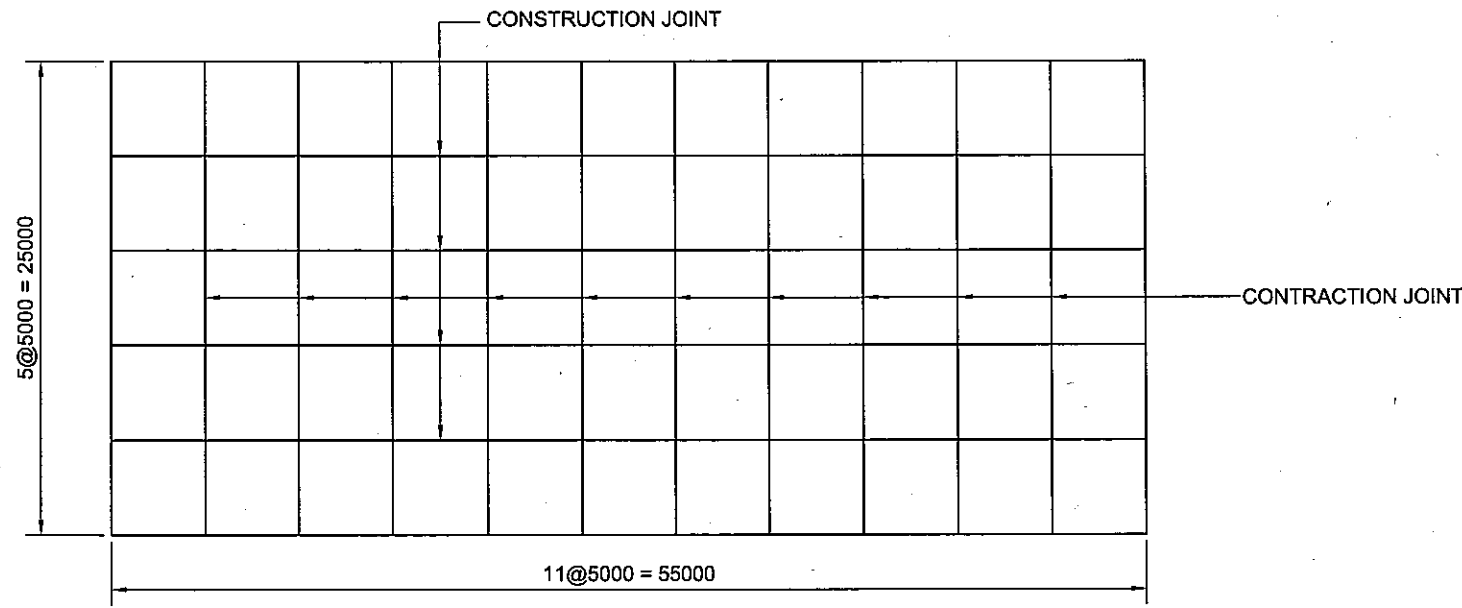 CONSTRUCTION JOINT
5@5000 = 25000
CONTRACTION JOINT
11@5000 = 55000